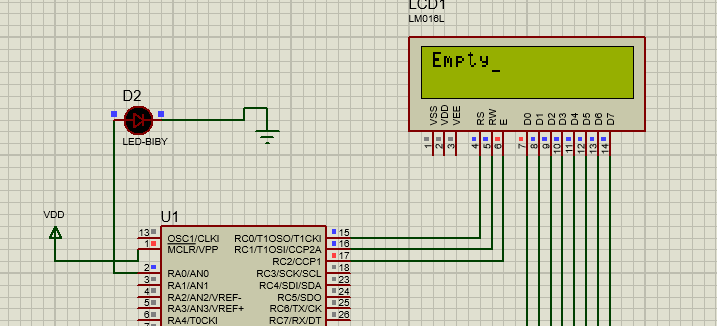 LCD1
LM016L
Empty_
D2
LED-BIBY
VSS
VDD
VEE
RS
RW
E
D0
D1
D2
D3
D4
D5
D6
D7
1
2
3
4
5
6
7
8
9
10
11
12
13
14
VDD
U1
13 OSC1/CLKI RC0/T1OSO/T1CKI 15
1 MCLR/VPP RC1/T1OSI/CCP2A 16
RC2/CCP1 17
2 RA0/AN0 RC3/SCK/SCL 18
3 RA1/AN1 RC4/SDI/SDA 23
4 RA2/AN2/VREF- RC5/SDO 24
5 RA3/AN3/VREF+ RC6/TX/CK 25
6 RA4/T0CKI RC7/RX/DT 26